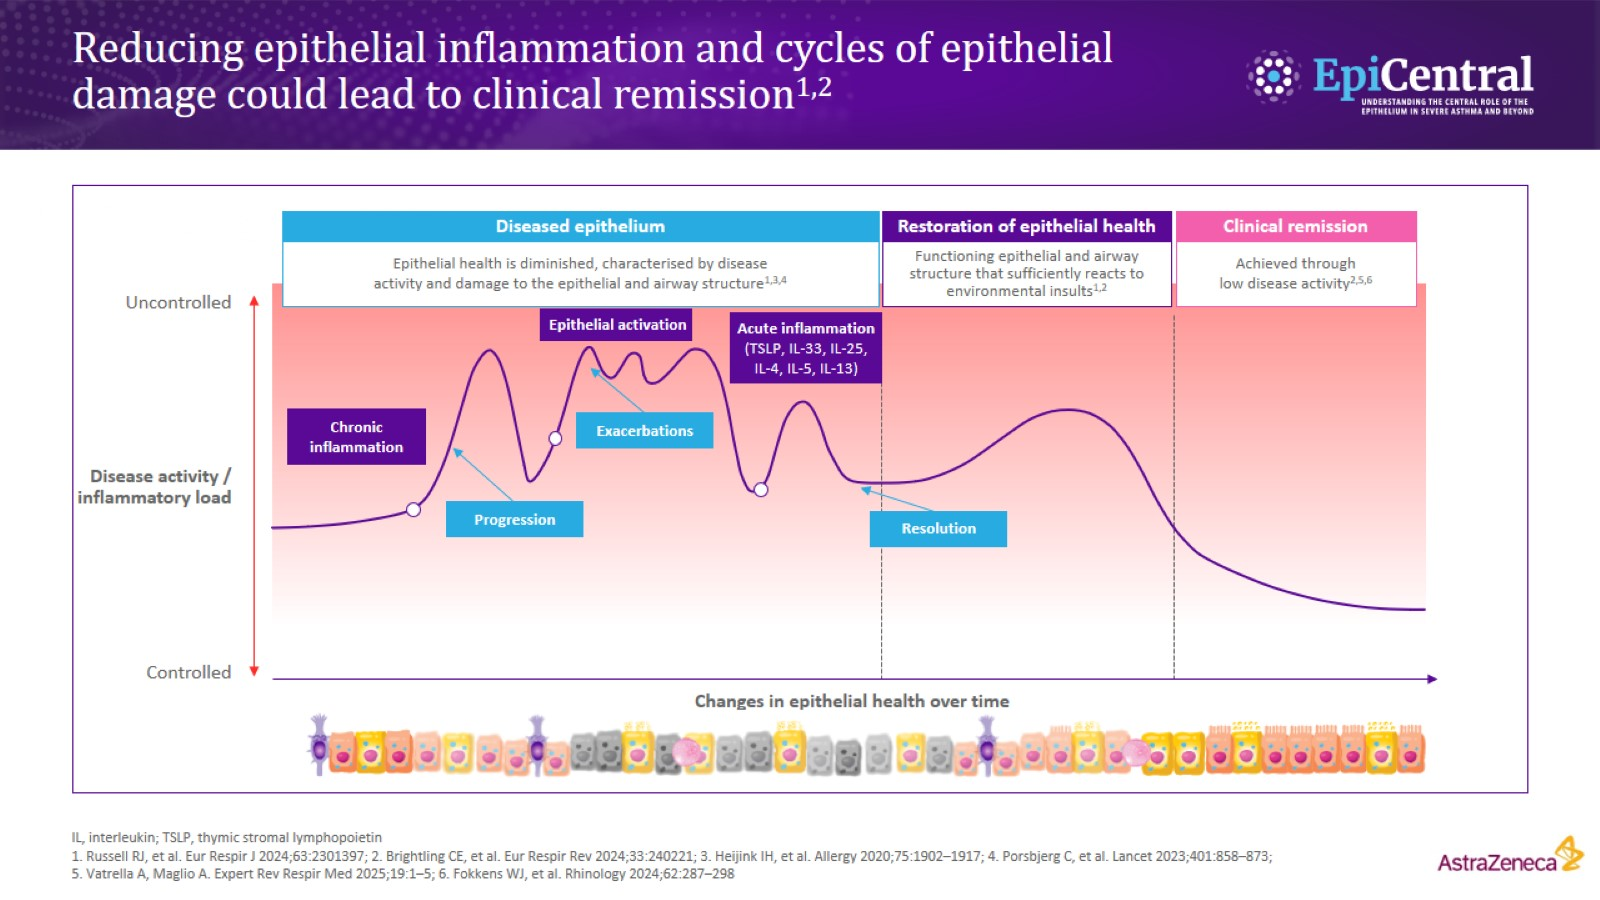 Reducing epithelial inflammation and cycles of epithelial
damage could lead to clinical remission1,2
EpiCentral
UNDERSTANDING THE CENTRAL ROLE OF THE
EPITHELIUM IN SEVERE ASTHMA AND BEYOND
Diseased epithelium
Epithelial health is diminished, characterised by disease
activity and damage to the epithelial and airway structure1,3,4
Restoration of epithelial health
Functioning epithelial and airway
structure that sufficiently reacts to
environmental insults1,2
Clinical remission
Achieved through
low disease activity2,5,6
Uncontrolled
Disease activity /
inflammatory load
Controlled
Chronic
inflammation
Progression
Epithelial activation
Exacerbations
Acute inflammation
(TSLP, IL-33, IL-25,
IL-4, IL-5, IL-13)
Resolution
Changes in epithelial health over time
IL, interleukin; TSLP, thymic stromal lymphopoietin
1. Russell RJ, et al. Eur Respir J 2024;63:2301397; 2. Brightling CE, et al. Eur Respir Rev 2024;33:240221; 3. Heijink IH, et al. Allergy 2020;75:1902–1917; 4. Porsbjerg C, et al. Lancet 2023;401:858–873;
5. Vatrella A, Maglio A. Expert Rev Respir Med 2025;19:1–5; 6. Fokkens WJ, et al. Rhinology 2024;62:287–298
AstraZeneca